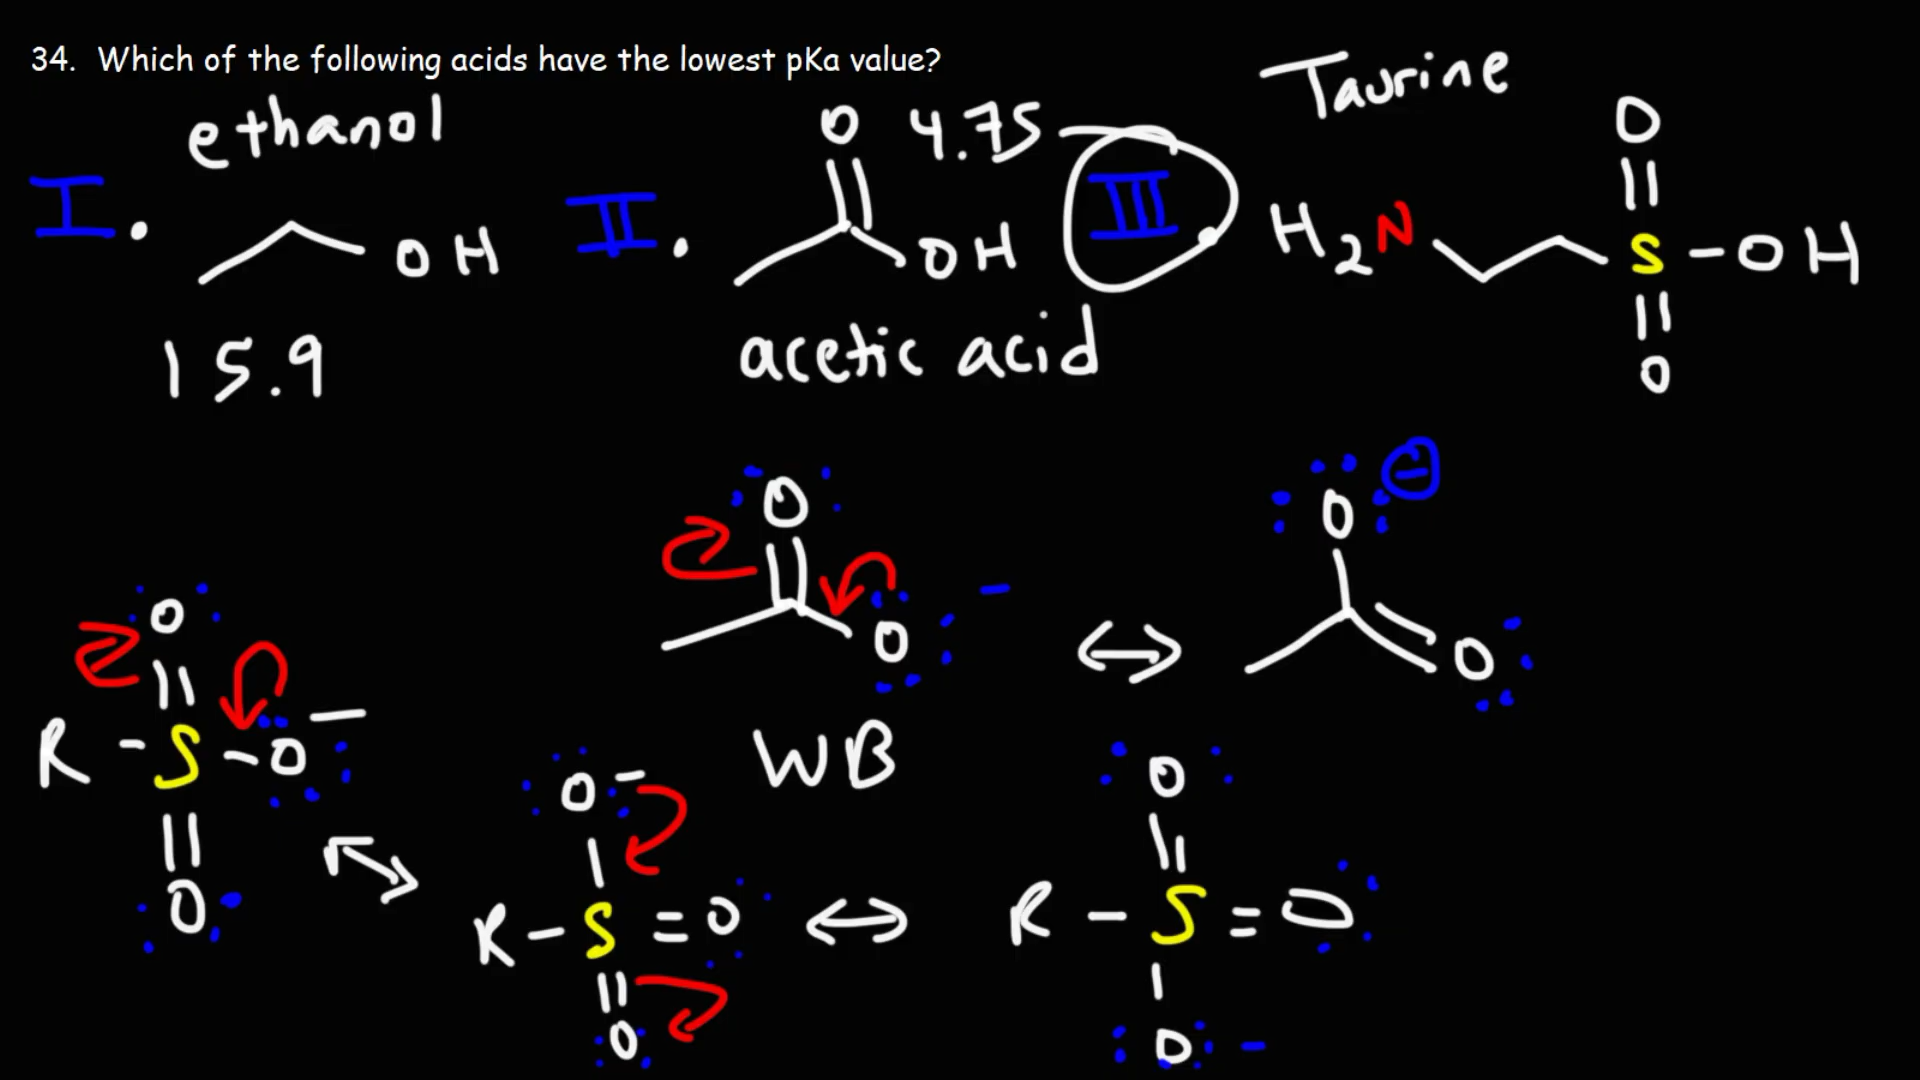 34. Which of the following acids have the lowest pKa value?
Taurine
ethanol
O 4.75
O
I.
OH
II.
OH
III
H2N
S-OH
15.9
acetic acid
O
O
O
⊖
O
O
-
O
O
R-S-O
-
WB
O-
O
O
R-S=O
R-S=O
O
O-